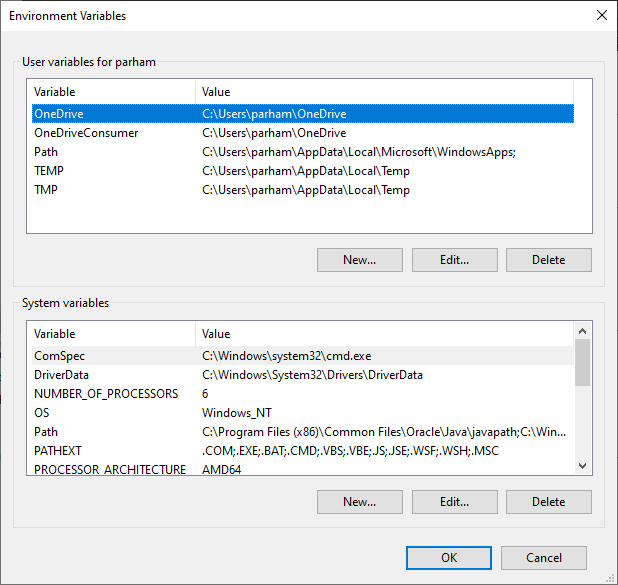 Environment Variables
User variables for parham
Variable Value
OneDrive C:\Users\parham\OneDrive
OneDriveConsumer C:\Users\parham\OneDrive
Path C:\Users\parham\AppData\Local\Microsoft\WindowsApps;
TEMP C:\Users\parham\AppData\Local\Temp
TMP C:\Users\parham\AppData\Local\Temp
New... Edit... Delete
System variables
Variable Value
ComSpec C:\Windows\system32\cmd.exe
DriverData C:\Windows\System32\Drivers\DriverData
NUMBER_OF_PROCESSORS 6
OS Windows_NT
Path C:\Program Files (x86)\Common Files\Oracle\Java\javapath;C:\Win...
PATHEXT .COM;.EXE;.BAT;.CMD;.VBS;.VBE;.JS;.JSE;.WSF;.WSH;.MSC
PROCESSOR_ARCHITECTURE AMD64
New... Edit... Delete
OK Cancel